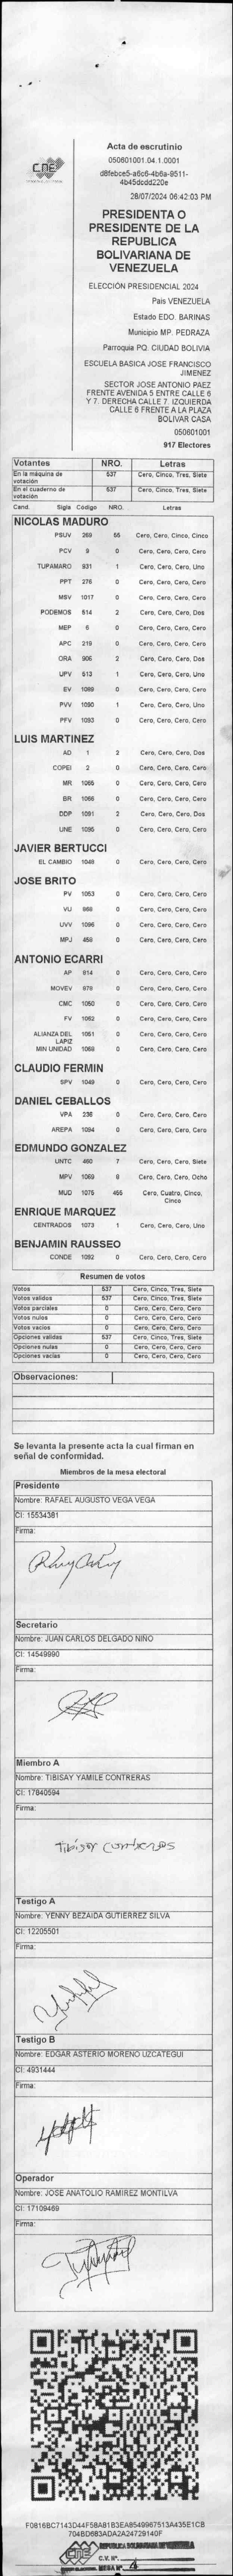 CNE
Acta de escrutinio
050601001.04.1.0001
d8febce5-a6c6-4b6a-9511-
4b45dcdd220e
28/07/2024 06:42:03 PM
PRESIDENTA O
PRESIDENTE DE LA
REPUBLICA
BOLIVARIANA DE
VENEZUELA
ELECCIÓN PRESIDENCIAL 2024
Pais VENEZUELA
Estado EDO. BARINAS
Municipio MP. PEDRAZA
Parroquia PQ. CIUDAD BOLIVIA
ESCUELA BASICA JOSE FRANCISCO
JIMENEZ
SECTOR JOSE ANTONIO PAEZ
FRENTE AVENIDA 5 ENTRE CALLE 6
Y 7. DERECHA CALLE 7. IZQUIERDA
CALLE 6 FRENTE A LA PLAZA
BOLIVAR CASA
050601001
917 Electores
Votantes NRO. Letras
En la máquina de votación 537 Cero, Cinco, Tres, Siete
En el cuaderno de votación 537 Cero, Cinco, Tres, Siete
Cand. Sigla Código NRO. Letras
NICOLAS MADURO
PSUV 269 55 Cero, Cero, Cinco, Cinco
PCV 9 0 Cero, Cero, Cero, Cero
TUPAMARO 931 1 Cero, Cero, Cero, Uno
PPT 276 0 Cero, Cero, Cero, Cero
MSV 1017 0 Cero, Cero, Cero, Cero
PODEMOS 514 2 Cero, Cero, Cero, Dos
MEP 6 0 Cero, Cero, Cero, Cero
APC 219 0 Cero, Cero, Cero, Cero
ORA 906 2 Cero, Cero, Cero, Dos
UPV 513 1 Cero, Cero, Cero, Uno
EV 1089 0 Cero, Cero, Cero, Cero
PVV 1090 1 Cero, Cero, Cero, Uno
PFV 1093 0 Cero, Cero, Cero, Cero
LUIS MARTINEZ
AD 1 2 Cero, Cero, Cero, Dos
COPEI 2 0 Cero, Cero, Cero, Cero
MR 1065 0 Cero, Cero, Cero, Cero
BR 1066 0 Cero, Cero, Cero, Cero
DDP 1091 2 Cero, Cero, Cero, Dos
UNE 1095 0 Cero, Cero, Cero, Cero
JAVIER BERTUCCI
EL CAMBIO 1048 0 Cero, Cero, Cero, Cero
JOSE BRITO
PV 1053 0 Cero, Cero, Cero, Cero
VU 868 0 Cero, Cero, Cero, Cero
UVV 1096 0 Cero, Cero, Cero, Cero
MPJ 458 0 Cero, Cero, Cero, Cero
ANTONIO ECARRI
AP 814 0 Cero, Cero, Cero, Cero
MOVEV 979 0 Cero, Cero, Cero, Cero
CMC 1050 0 Cero, Cero, Cero, Cero
FV 1062 0 Cero, Cero, Cero, Cero
ALIANZA DEL LAPIZ 1051 0 Cero, Cero, Cero, Cero
MIN UNIDAD 1068 0 Cero, Cero, Cero, Cero
CLAUDIO FERMIN
SPV 1049 0 Cero, Cero, Cero, Cero
DANIEL CEBALLOS
VPA 236 0 Cero, Cero, Cero, Cero
AREPA 1094 0 Cero, Cero, Cero, Cero
EDMUNDO GONZALEZ
UNTC 460 7 Cero, Cero, Cero, Siete
MPV 1069 8 Cero, Cero, Cero, Ocho
MUD 1075 455 Cero, Cuatro, Cinco,
Cinco
ENRIQUE MARQUEZ
CENTRADOS 1073 1 Cero, Cero, Cero, Uno
BENJAMIN RAUSSEO
CONDE 1092 0 Cero, Cero, Cero, Cero
Resumen de votos
Votos 537 Cero, Cinco, Tres, Siete
Votos validos 537 Cero, Cinco, Tres, Siete
Votos parciales 0 Cero, Cero, Cero, Cero
Votos nulos 0 Cero, Cero, Cero, Cero
Votos vacios 0 Cero, Cero, Cero, Cero
Opciones validas 537 Cero, Cinco, Tres, Siete
Opciones nulas 0 Cero, Cero, Cero, Cero
Opciones vacias 0 Cero, Cero, Cero, Cero
Observaciones:
Se levanta la presente acta la cual firman en
señal de conformidad.
Miembros de la mesa electoral
Presidente
Nombre: RAFAEL AUGUSTO VEGA VEGA
CI: 15534381
Firma:
Secretario
Nombre: JUAN CARLOS DELGADO NIÑO
CI: 14549990
Firma:
Miembro A
Nombre: TIBISAY YAMILE CONTRERAS
CI: 17840594
Firma:
Tibisay Contreras
Testigo A
Nombre: YENNY BEZAIDA GUTIERREZ SILVA
CI: 12205501
Firma:
Testigo B
Nombre: EDGAR ASTERIO MORENO UZCATEGUI
CI: 4931444
Firma:
Operador
Nombre: JOSE ANATOLIO RAMIREZ MONTILVA
CI: 17109469
Firma:
F0816BC7143D44F58A81B3EA8549967513A435E1CB
704BD683ADA2A24729140F
CNE REPUBLICA BOLIVARIANA DE VENEZUELA
C.V. Nº.
MESA Nº. 4